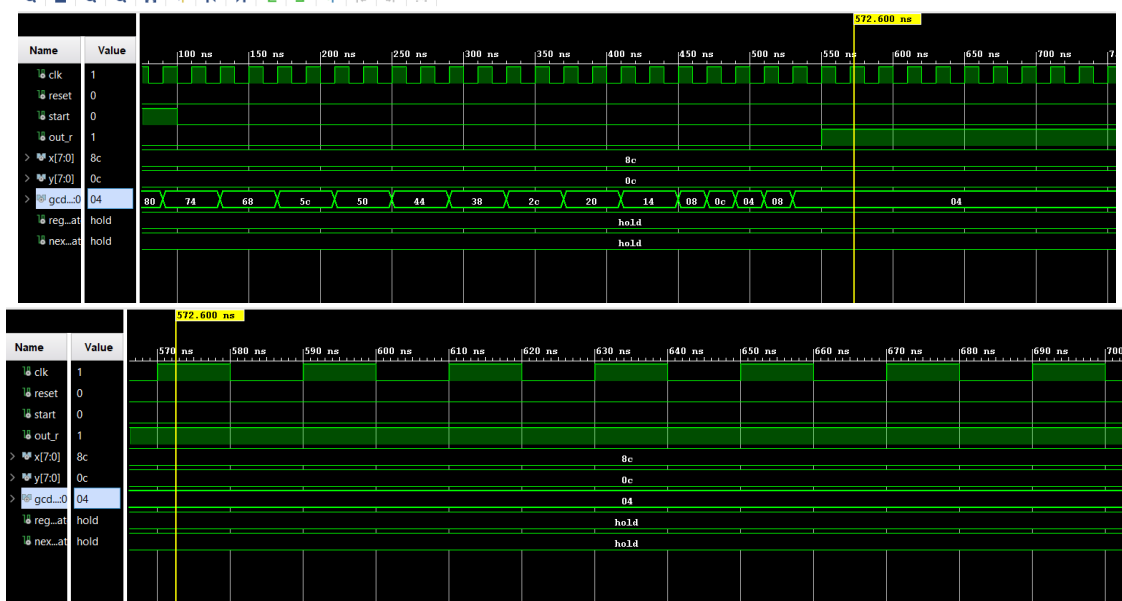 572.600 ns
Name Value 100 ns 150 ns 200 ns 250 ns 300 ns 350 ns 400 ns 450 ns 500 ns 550 ns 600 ns 650 ns 700 ns
clk 1
reset 0
start 0
out_r 1
x[7:0] 8c 8c
y[7:0] 0c 0c
gcd...:0 04 80 74 68 5c 50 44 38 2c 20 14 08 0c 04 08 04
reg...at hold hold
nex...at hold hold
572.600 ns
Name Value 570 ns 580 ns 590 ns 600 ns 610 ns 620 ns 630 ns 640 ns 650 ns 660 ns 670 ns 680 ns 690 ns 700
clk 1
reset 0
start 0
out_r 1
x[7:0] 8c 8c
y[7:0] 0c 0c
gcd...:0 04 04
reg...at hold hold
nex...at hold hold